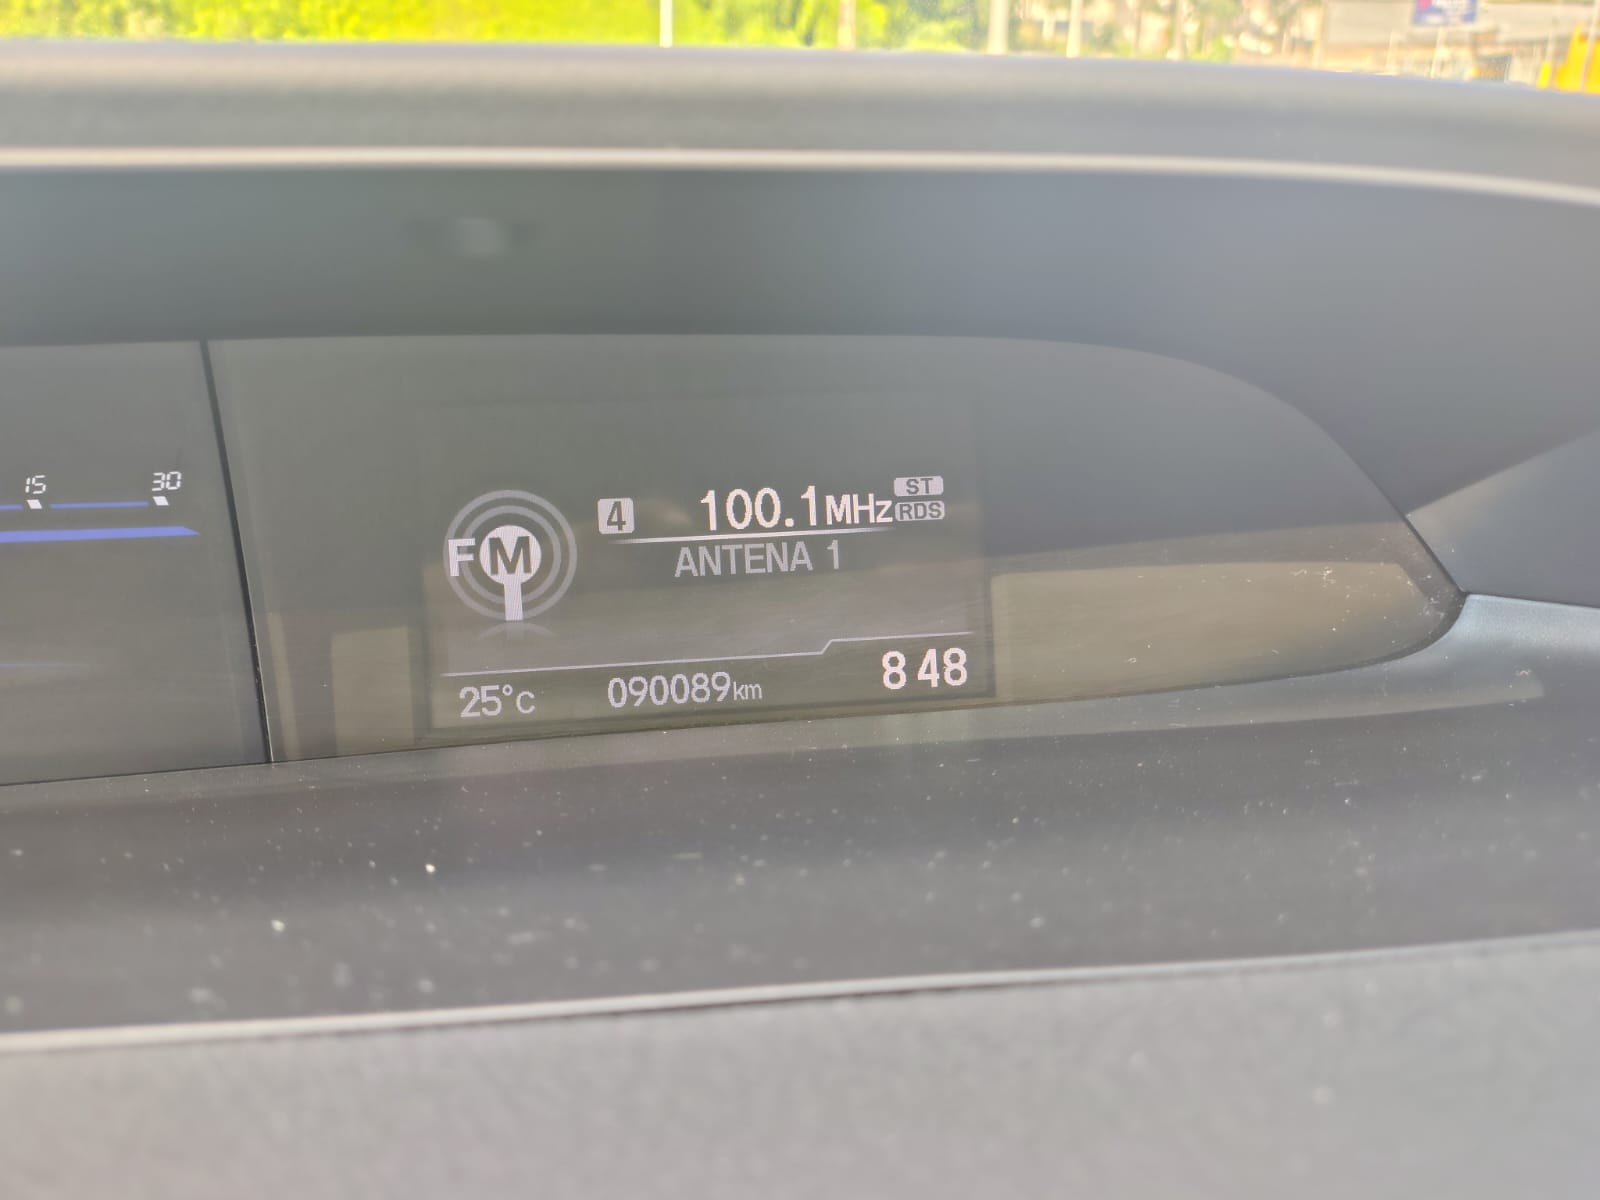 15 30
4 100.1MHz ST
RDS
FM
ANTENA 1
25°C 090089km 8 48